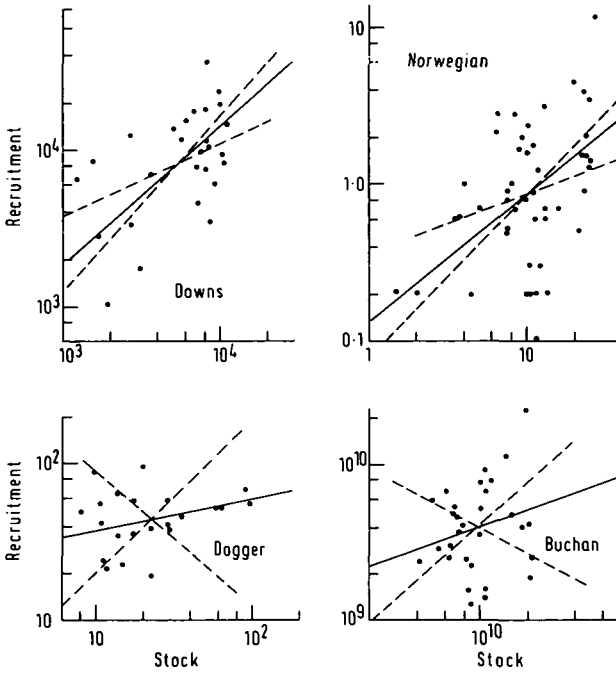 Recruitment
10⁴
10³
10³
10⁴
Downs
10
1·0
0·1
1
10
Norwegian
Recruitment
10²
10
10
10²
Dogger
Stock
10¹⁰
10⁹
10¹⁰
Buchan
Stock